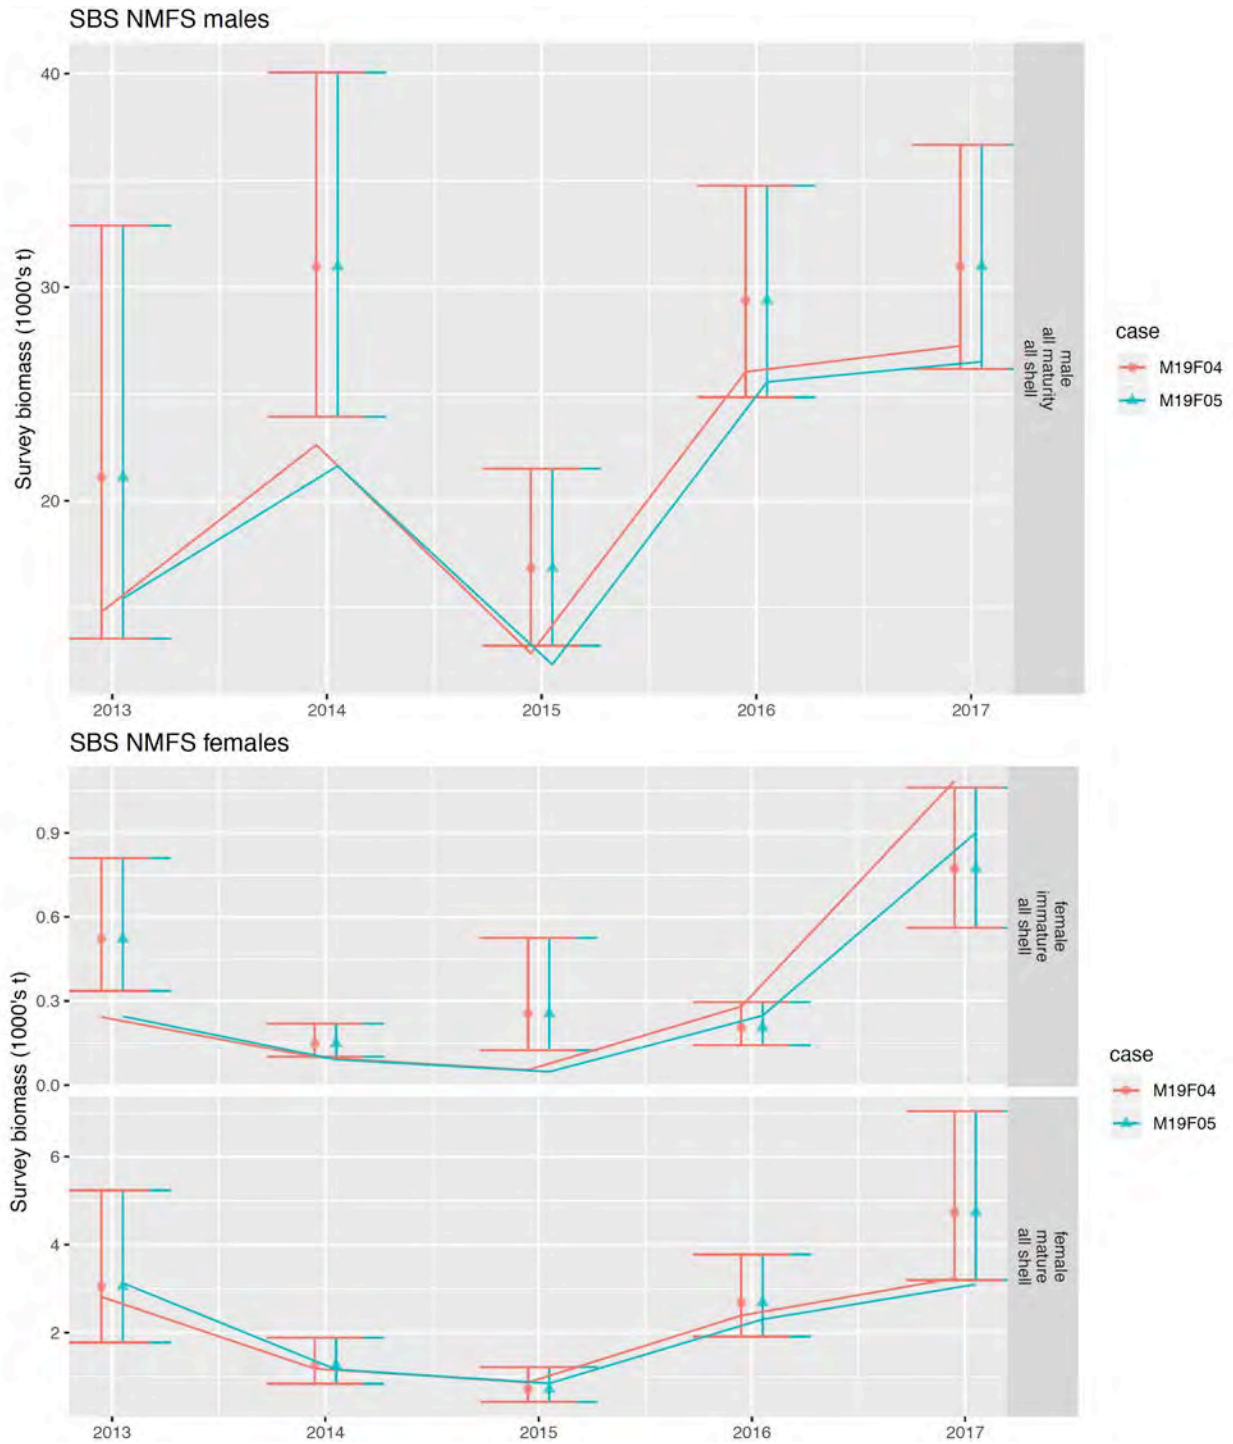 SBS NMFS males
Survey biomass (1000's t)
40
30
20
male
all maturity
all shell
2013 2014 2015 2016 2017
case
M19F04
M19F05
SBS NMFS females
Survey biomass (1000's t)
0.9
0.6
0.3
0.0
female
immature
all shell
6
4
2
female
mature
all shell
2013 2014 2015 2016 2017
case
M19F04
M19F05